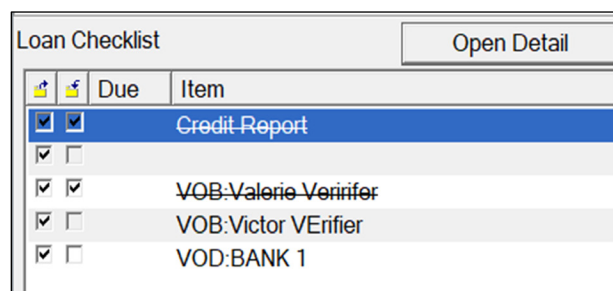 Loan Checklist
Open Detail
Due Item
Credit Report
VOB:Valerie Veririfer
VOB:Victor VErifier
VOD:BANK 1